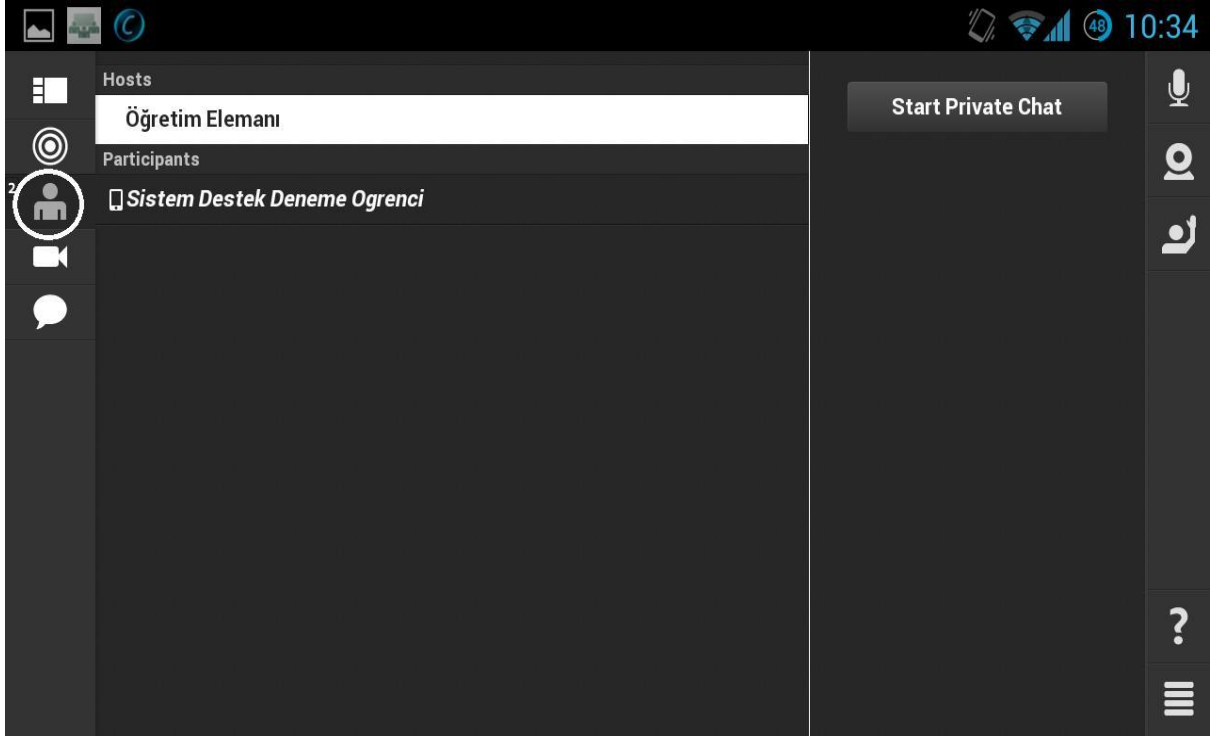 48 10:34
Hosts
Öğretim Elemanı
Start Private Chat
Participants
2
Sistem Destek Deneme Ogrenci
?